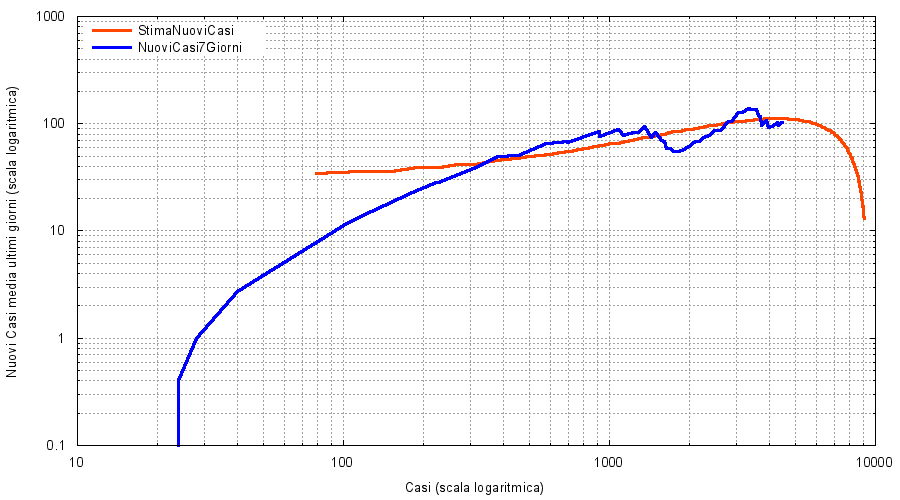 1000
StimaNuoviCasi
NuoviCasi7Giorni
100
10
1
0.1
Nuovi Casi media ultimi giorni (scala logaritmica)
10 100 1000 10000
Casi (scala logaritmica)